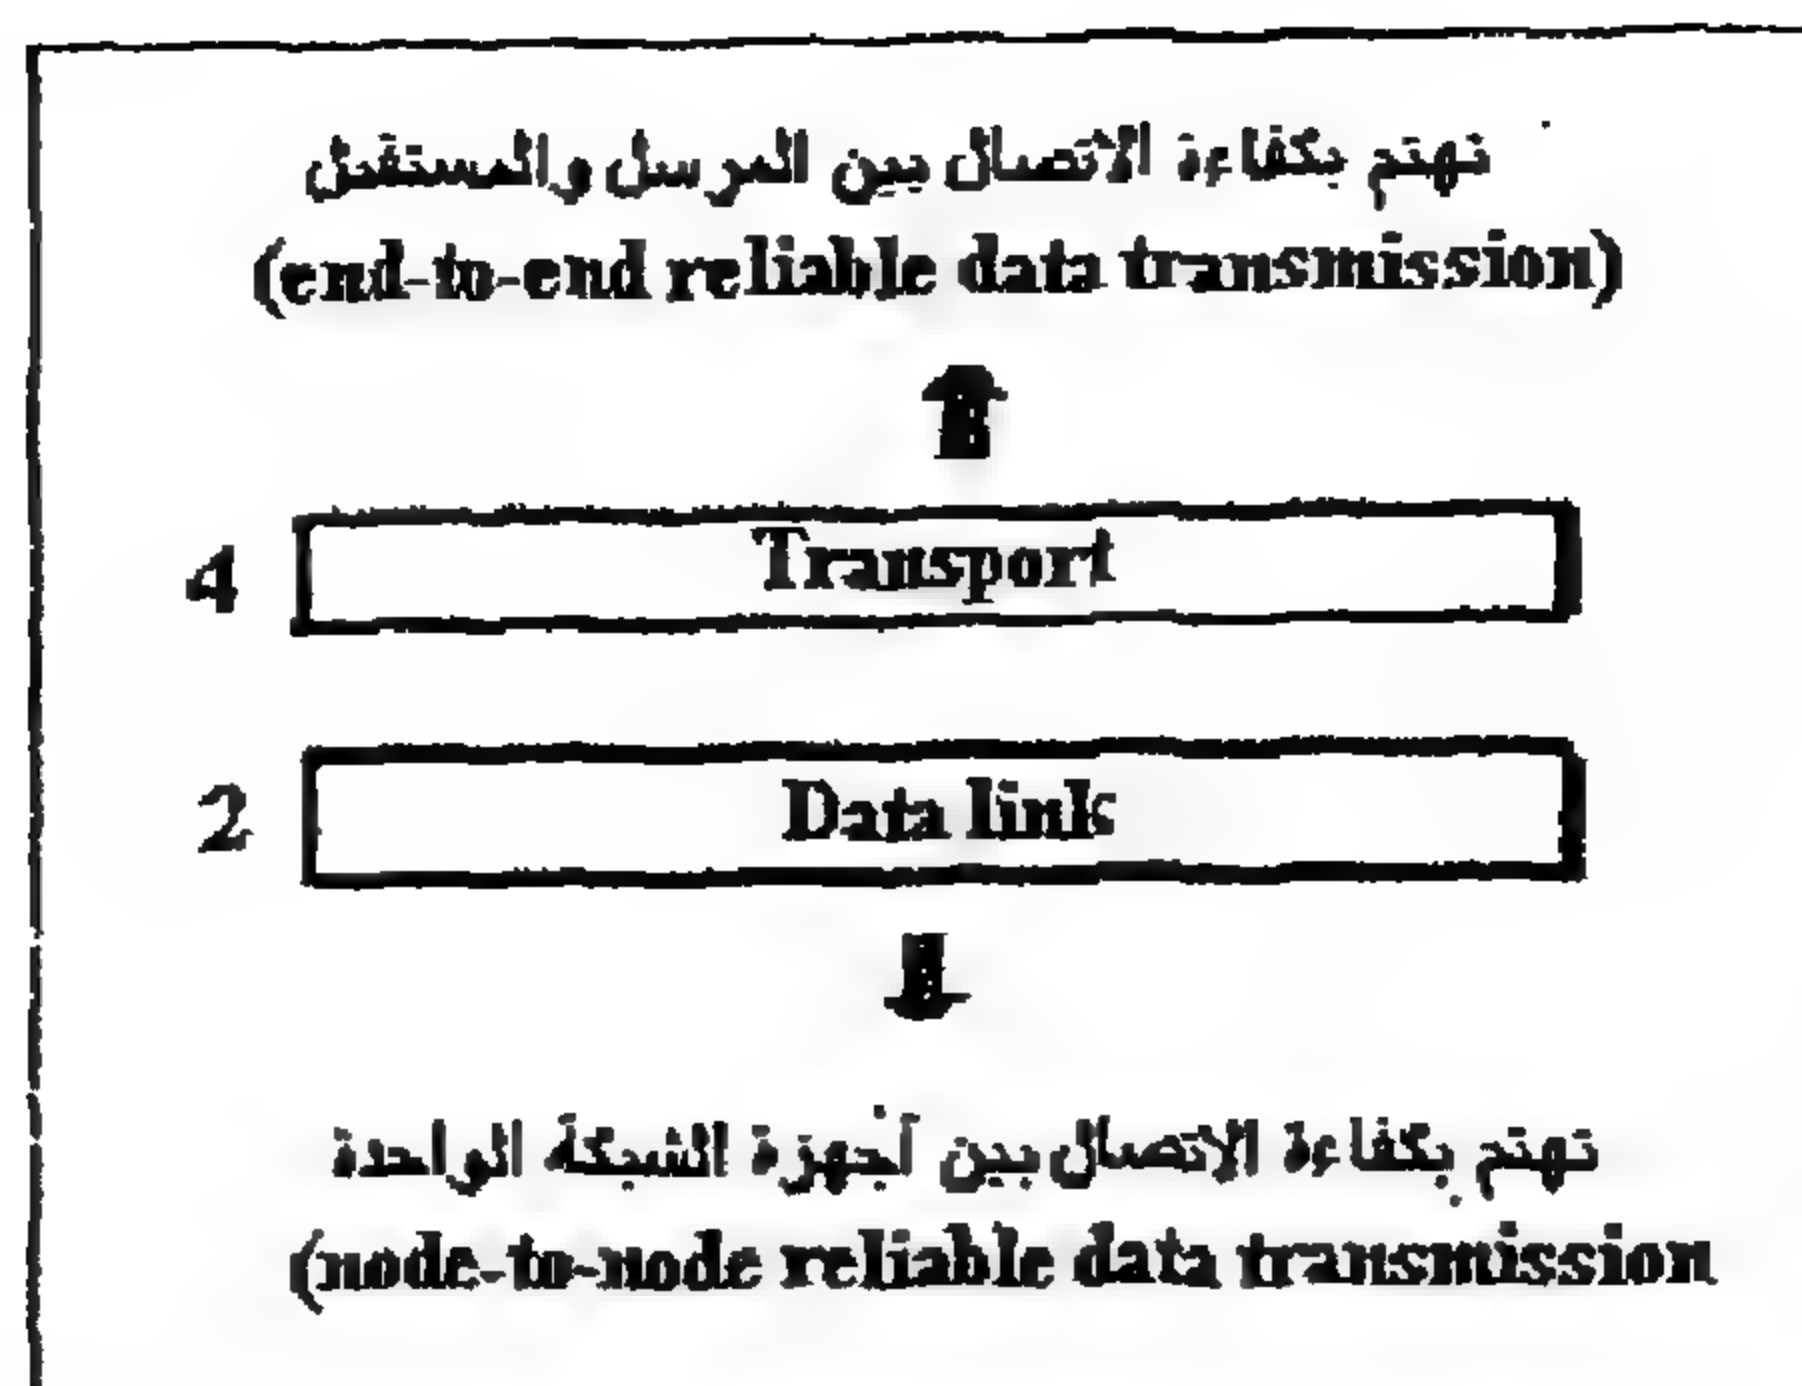 تهتم بكفاءة الاتصال بين المرسل والمستقبل
(end-to-end reliable data transmission)
4 Transport
2 Data link
تهتم بكفاءة الاتصال بين أجهزة الشبكة الواحدة
(node-to-node reliable data transmission